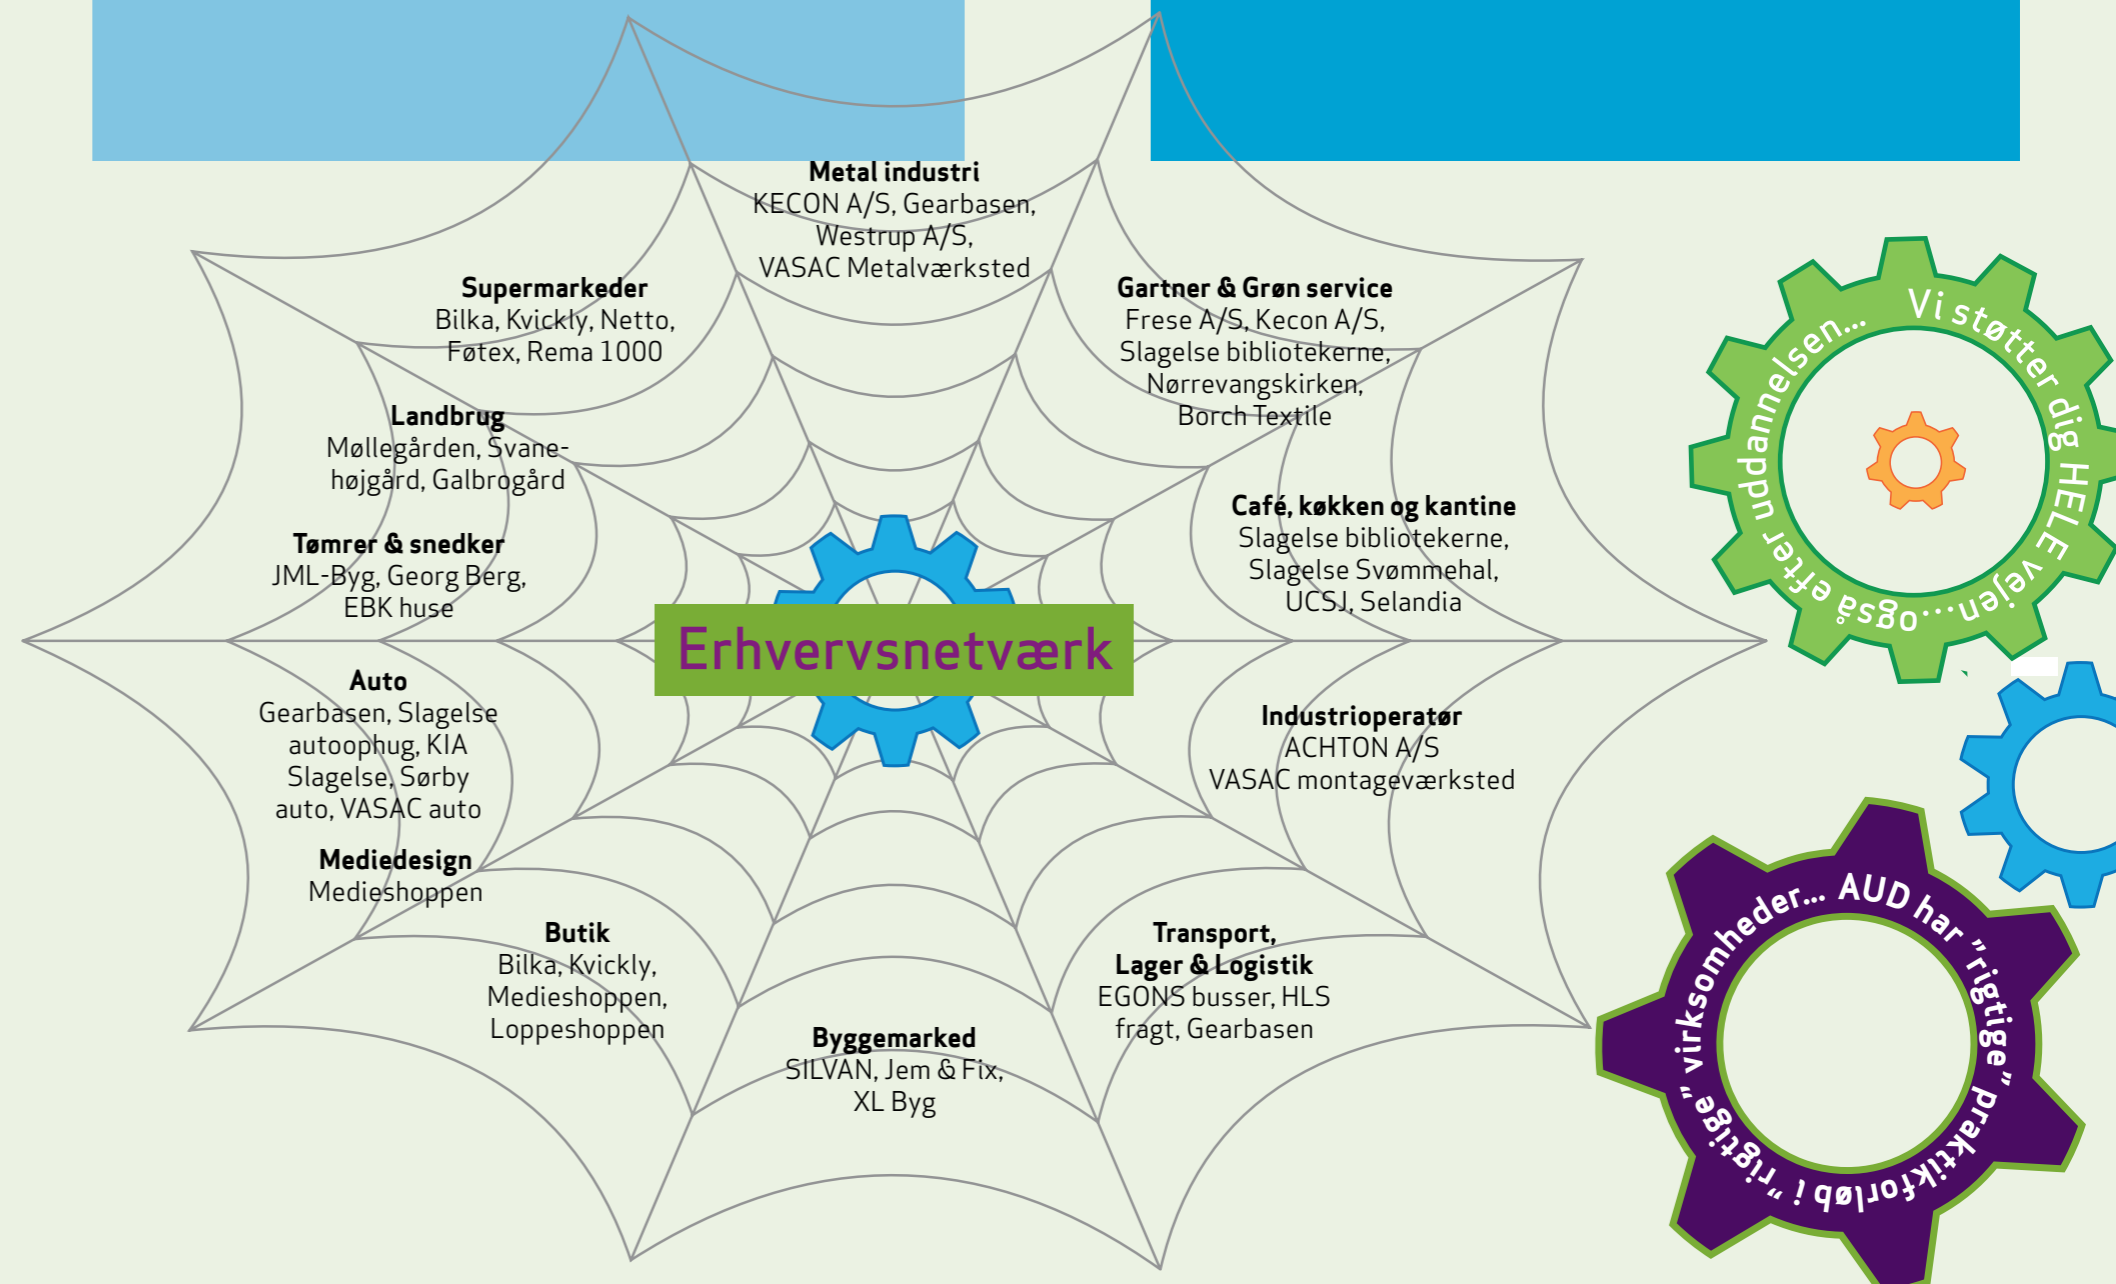 Metal industri
KECON A/S, Gearbasen,
Westrup A/S,
VASAC Metalværksted
Supermarkeder
Bilka, Kvickly, Netto,
Føtex, Rema 1000
Gartner & Grøn service
Frese A/S, Kecon A/S,
Slagelse bibliotekerne,
Nørrevangskirken,
Borch Textile
Landbrug
Møllegården, Svane-
højgård, Galbrogård
Café, køkken og kantine
Slagelse bibliotekerne,
Slagelse Svømmehal,
UCSJ, Selandia
Tømrer & snedker
JML-Byg, Georg Berg,
EBK huse
Erhvervsnetværk
Auto
Gearbasen, Slagelse
autoophug, KIA
Slagelse, Sørby
auto, VASAC auto
Industrioperatør
ACHTON A/S
VASAC montageværksted
Mediedesign
Medieshoppen
Butik
Bilka, Kvickly,
Medieshoppen,
Loppeshoppen
Transport,
Lager & Logistik
EGONS busser, HLS
fragt, Gearbasen
Byggemarked
SILVAN, Jem & Fix,
XL Byg
Vi støtter dig HELE vejen....også efter uddannelsen...
AUD har ”rigtige” praktikforløb i ”rigtige” virksomheder...